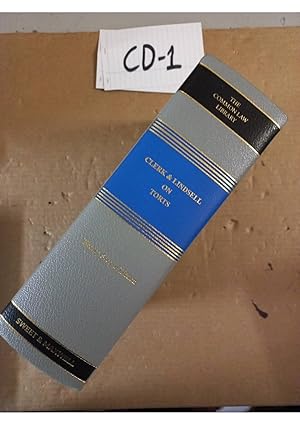 CD-1
THE
COMMON LAW
LIBRARY
CLERK & LINDSELL
ON
TORTS
SWEET & MAXWELL